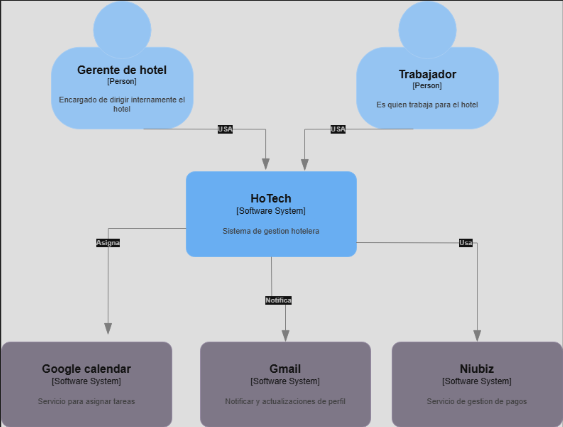 Gerente de hotel
[Person]
Encargado de dirigir internamente el
hotel
Trabajador
[Person]
Es quien trabaja para el hotel
USA
USA
HoTech
[Software System]
Sistema de gestion hotelera
Asigna
Usa
Notifica
Google calendar
[Software System]
Servicio para asignar tareas
Gmail
[Software System]
Notificar y actualizaciones de perfil
Niubiz
[Software System]
Servicio de gestion de pagos